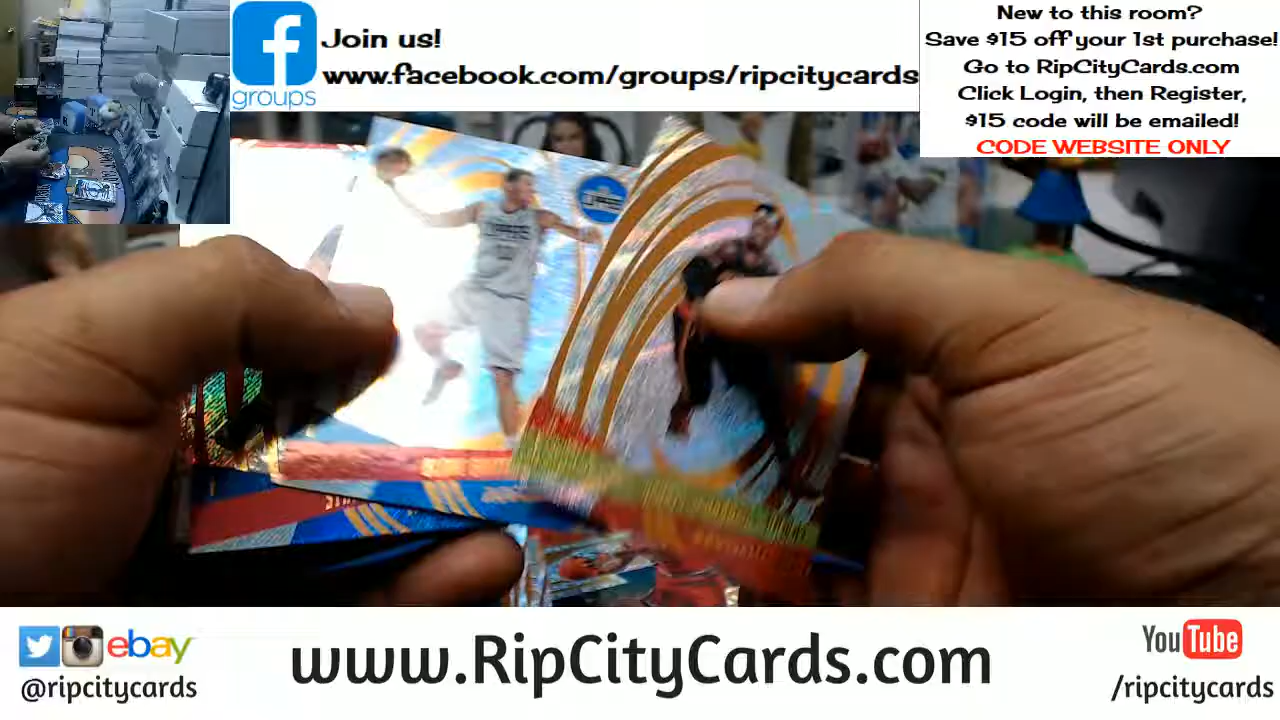 Join us!
www.facebook.com/groups/ripcitycards
groups
New to this room?
Save $15 off your 1st purchase!
Go to RipCityCards.com
Click Login, then Register,
$15 code will be emailed!
CODE WEBSITE ONLY
CLIPPERS
ebay
@ripcitycards
www.RipCityCards.com
YouTube
/ripcitycards